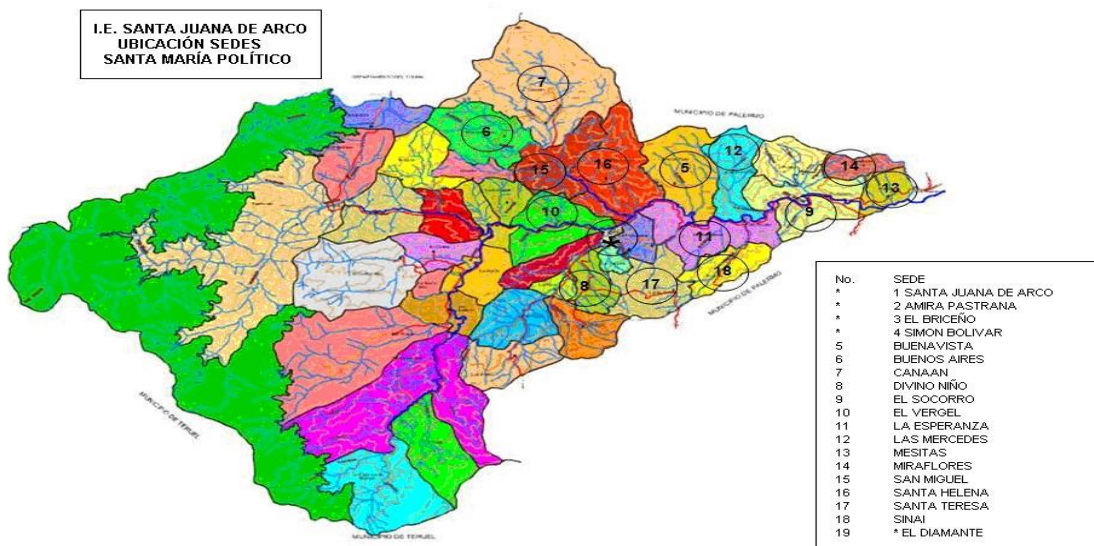 I.E. SANTA JUANA DE ARCO
UBICACIÓN SEDES
SANTA MARÍA POLÍTICO
DEPARTAMENTO DEL TOLIMA
MUNICIPIO DE PALERMO
7
6
15
16
5
12
14
13
10
9
*
11
8
17
18
MUNICIPIO DE PALERMO
MUNICIPIO DE TERUEL
MUNICIPIO DE TERUEL
No. SEDE
* 1 SANTA JUANA DE ARCO
* 2 AMIRA PASTRANA
* 3 EL BRICEÑO
* 4 SIMON BOLIVAR
5 BUENAVISTA
6 BUENOS AIRES
7 CANAAN
8 DIVINO NIÑO
9 EL SOCORRO
10 EL VERGEL
11 LA ESPERANZA
12 LAS MERCEDES
13 MESITAS
14 MIRAFLORES
15 SAN MIGUEL
16 SANTA HELENA
17 SANTA TERESA
18 SINAI
19 * EL DIAMANTE